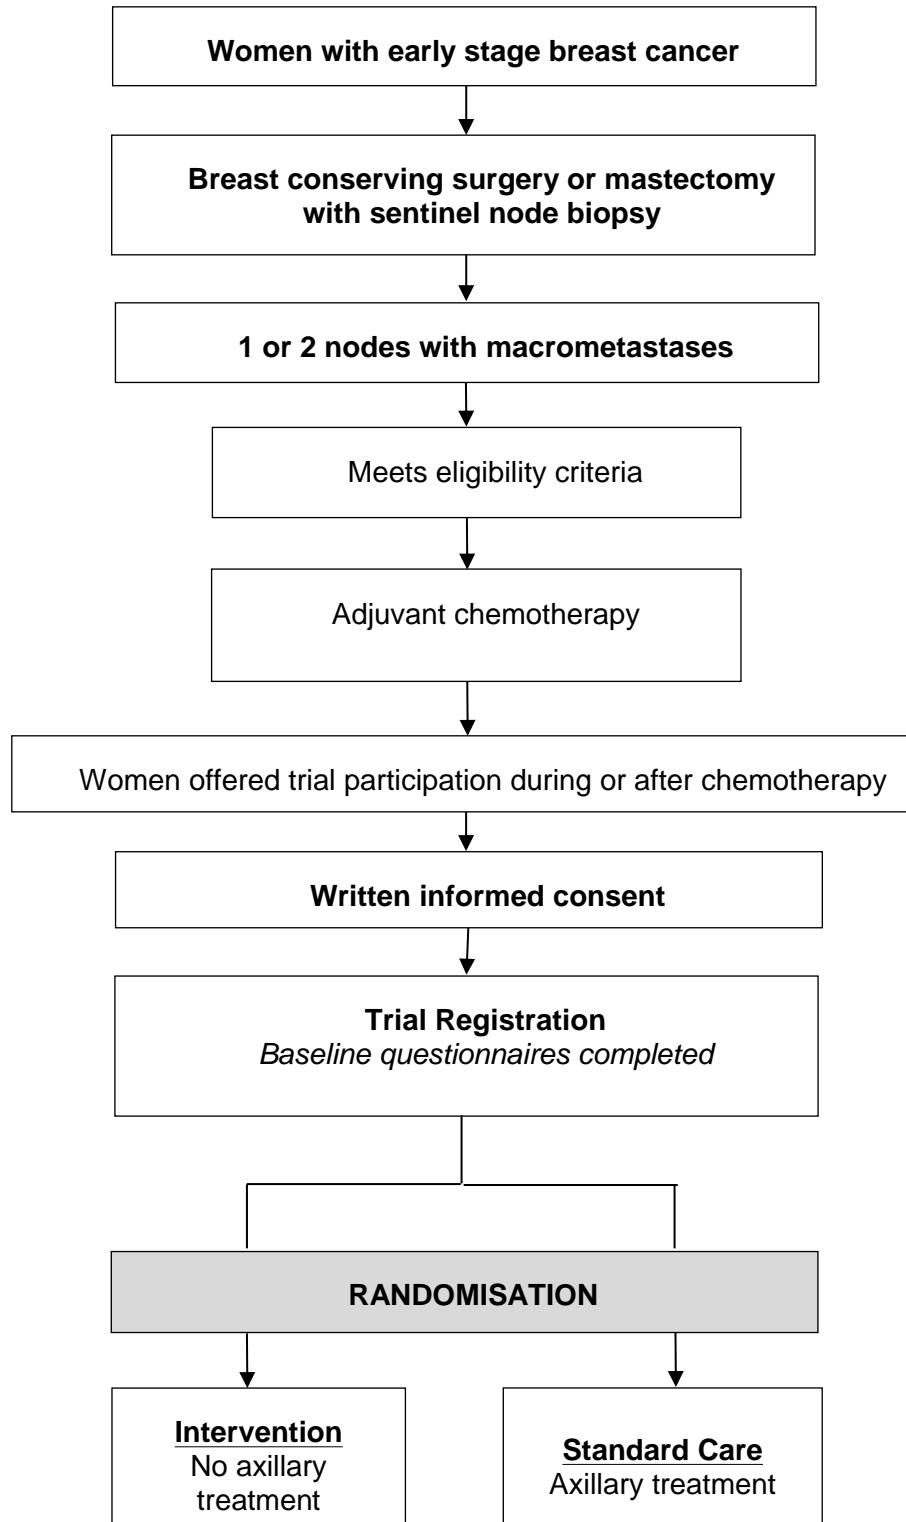 Women with early stage breast cancer
Breast conserving surgery or mastectomy
with sentinel node biopsy
1 or 2 nodes with macrometastases
Meets eligibility criteria
Adjuvant chemotherapy
Women offered trial participation during or after chemotherapy
Written informed consent
Trial Registration
Baseline questionnaires completed
RANDOMISATION
Intervention
No axillary
treatment
Standard Care
Axillary treatment